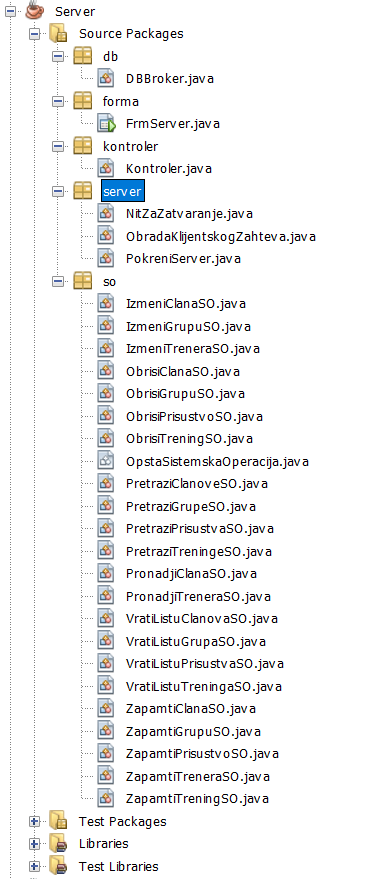 Server
Source Packages
db
DBBroker.java
forma
FrmServer.java
kontroler
Kontroler.java
server
NitZaZatvaranje.java
ObradaKlijentskogZahteva.java
PokreniServer.java
so
IzmeniClanaSO.java
IzmeniGrupuSO.java
IzmeniTreneraSO.java
ObrisiClanaSO.java
ObrisiGrupuSO.java
ObrisiPrisustvoSO.java
ObrisiTreningSO.java
OpstaSistemskaOperacija.java
PretraziClanoveSO.java
PretraziGrupeSO.java
PretraziPrisustvaSO.java
PretraziTreningeSO.java
PronadjiClanaSO.java
PronadjiTreneraSO.java
VratiListuClanovaSO.java
VratiListuGrupaSO.java
VratiListuPrisustvaSO.java
VratiListuTreningaSO.java
ZapamtiClanaSO.java
ZapamtiGrupuSO.java
ZapamtiPrisustvoSO.java
ZapamtiTreneraSO.java
ZapamtiTreningSO.java
Test Packages
Libraries
Test Libraries